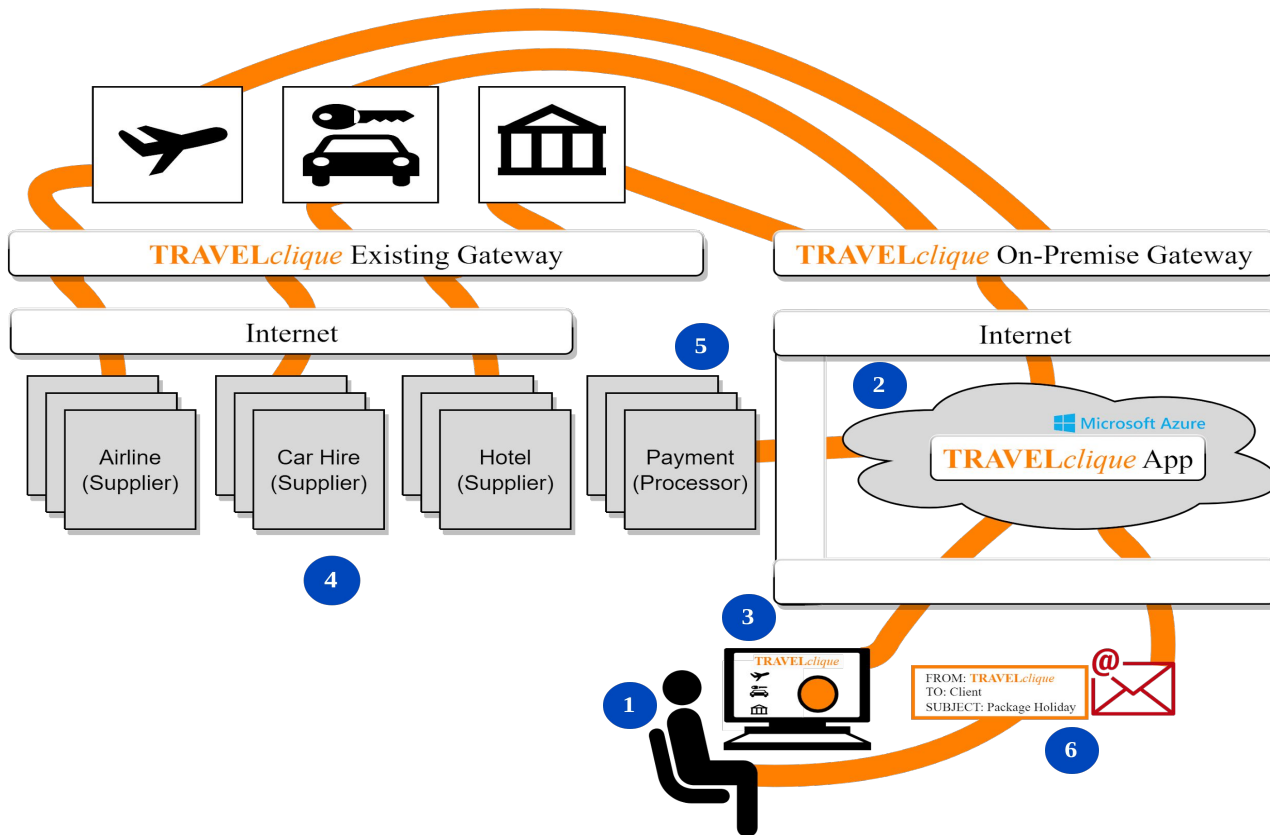 TRAVELclique Existing Gateway
TRAVELclique On-Premise Gateway
Internet
Internet
5
2
Microsoft Azure
TRAVELclique App
Airline
(Supplier)
Car Hire
(Supplier)
Hotel
(Supplier)
Payment
(Processor)
4
3
1
TRAVELclique
@
FROM: TRAVELclique
TO: Client
SUBJECT: Package Holiday
6